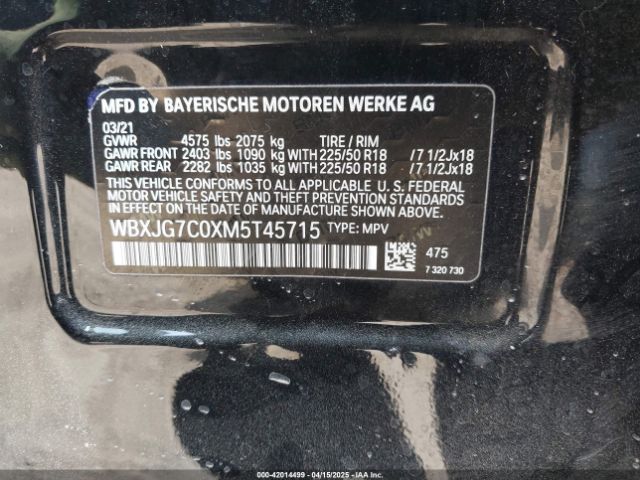 MFD BY BAYERISCHE MOTOREN WERKE AG
03/21
GVWR 4575 lbs 2075 kg TIRE / RIM
GAWR FRONT 2403 lbs 1090 kg WITH 225/50 R18 /7 1/2Jx18
GAWR REAR 2282 lbs 1035 kg WITH 225/50 R18 /7 1/2Jx18
THIS VEHICLE CONFORMS TO ALL APPLICABLE U. S. FEDERAL
MOTOR VEHICLE SAFETY AND THEFT PREVENTION STANDARDS
IN EFFECT ON THE DATE OF MANUFACTURE SHOWN ABOVE.
WBXJG7C0XM5T45715 TYPE: MPV
475
7 320 730
000-42014499 - 04/15/2025 - IAAI.COM